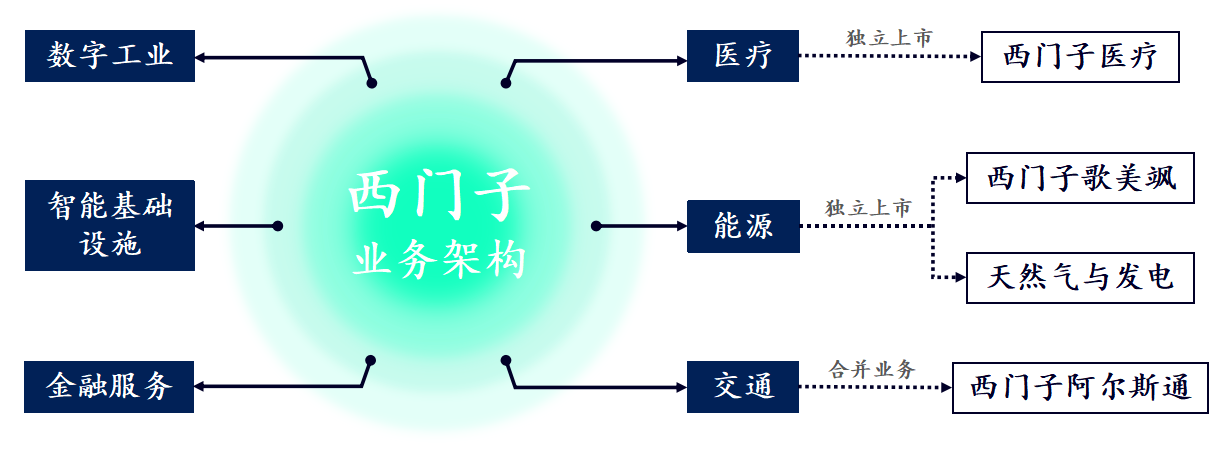 西门子
业务架构
数字工业
智能基础
设施
金融服务
医疗
独立上市
西门子医疗
能源
独立上市
西门子歌美飒
天然气与发电
交通
合并业务
西门子阿尔斯通